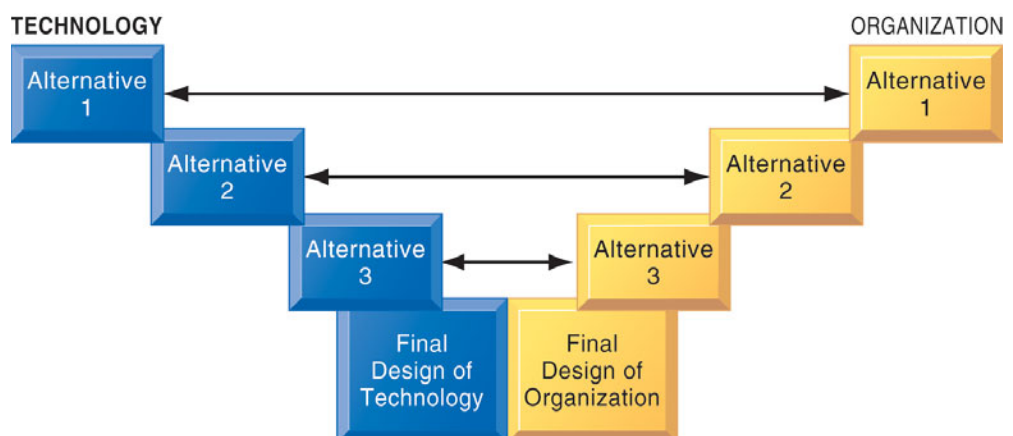 TECHNOLOGY
ORGANIZATION
Alternative
1
Alternative
1
Alternative
2
Alternative
2
Alternative
3
Alternative
3
Final
Design of
Technology
Final
Design of
Organization